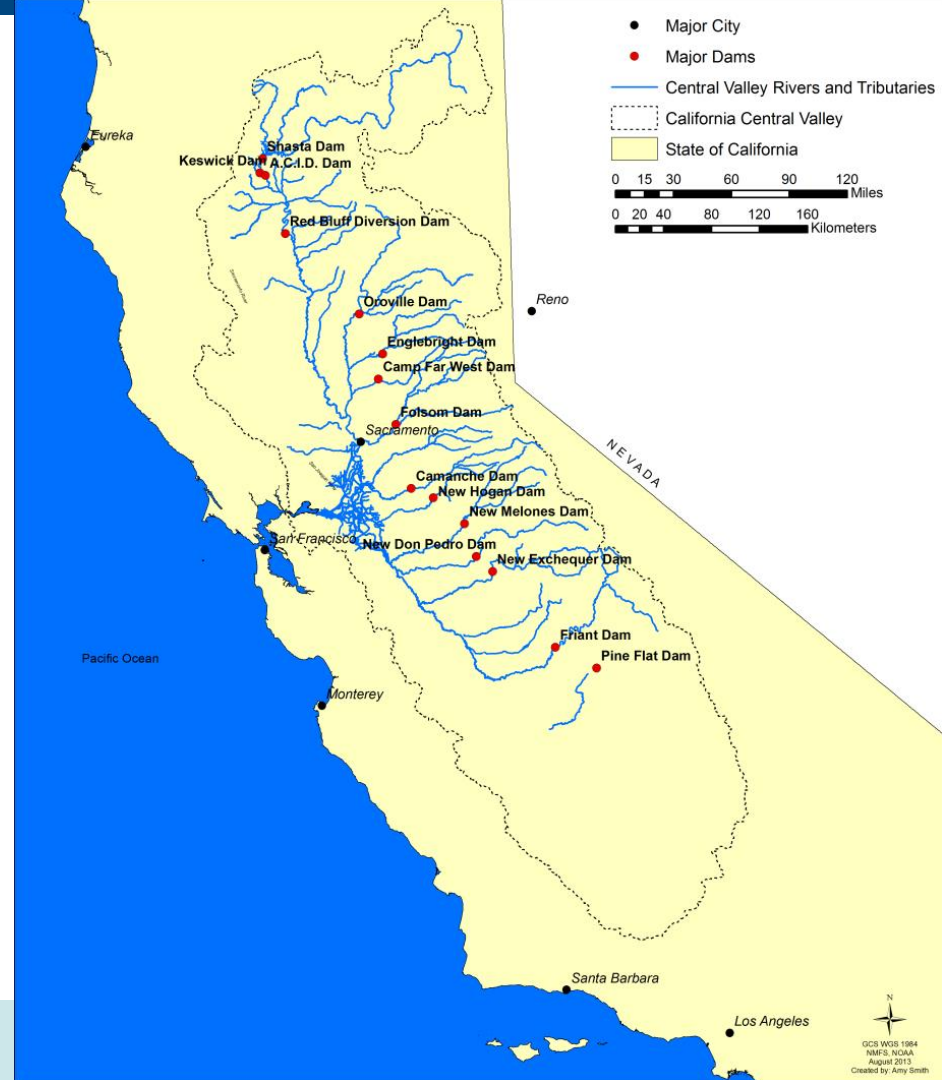 Major City
Major Dams
Central Valley Rivers and Tributaries
California Central Valley
State of California
0 15 30 60 90 120
Miles
0 20 40 80 120 160
Kilometers
Eureka
Shasta Dam
Keswick Dam
A.C.I.D. Dam
Red Bluff Diversion Dam
Oroville Dam
Reno
Englebright Dam
Camp Far West Dam
Folsom Dam
Sacramento
NEVADA
Camanche Dam
New Hogan Dam
New Melones Dam
San Francisco
New Don Pedro Dam
New Exchequer Dam
Friant Dam
Pine Flat Dam
Pacific Ocean
Monterey
Santa Barbara
Los Angeles
N
GCS WGS 1984
NMFS, NOAA
August 2013
Created by: Amy Smith